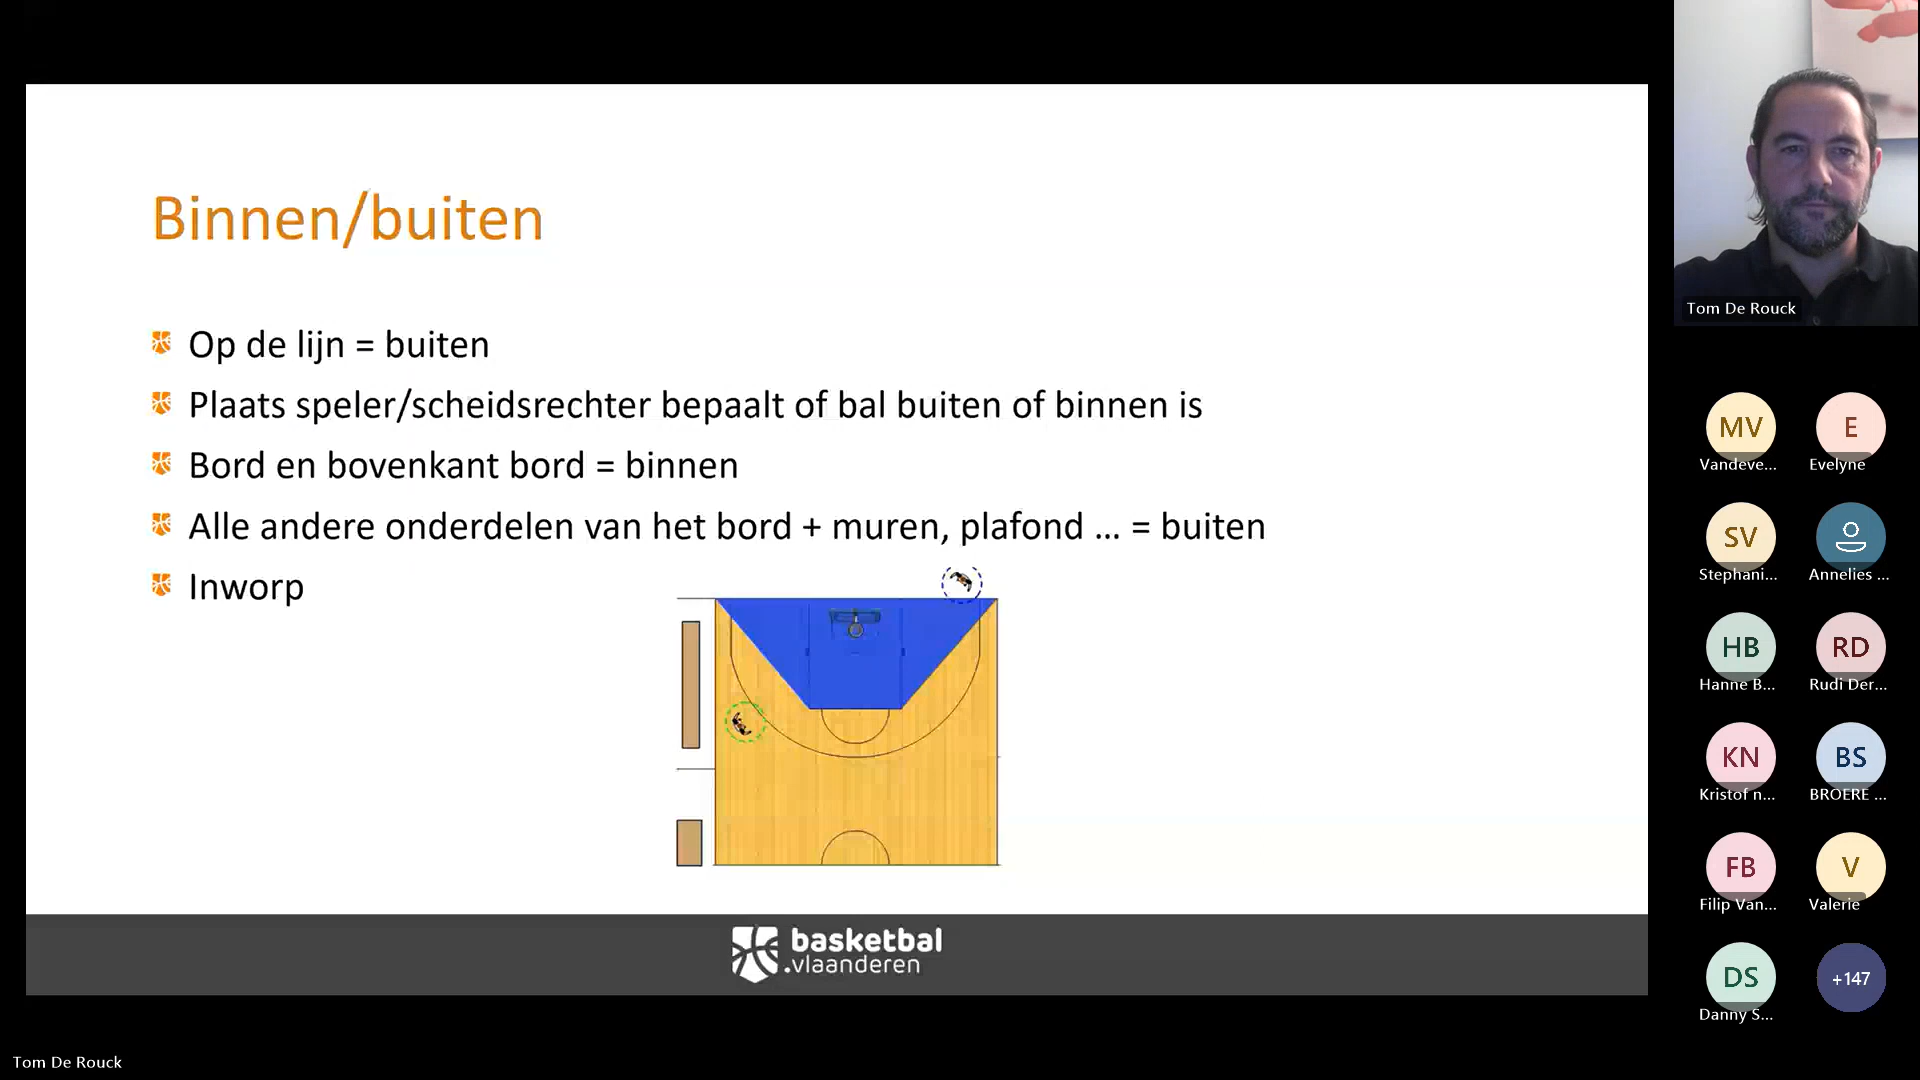 Binnen/buiten
Op de lijn = buiten
Plaats speler/scheidsrechter bepaalt of bal buiten of binnen is
Bord en bovenkant bord = binnen
Alle andere onderdelen van het bord + muren, plafond ... = buiten
Inworp
basketbal
.vlaanderen
Tom De Rouck
MV
Vandeve...
E
Evelyne
SV
Stephani...
Annelies ...
HB
Hanne B...
RD
Rudi Der...
KN
Kristof n...
BS
BROERE ...
FB
Filip Van...
V
Valerie
DS
Danny S...
+147
Tom De Rouck